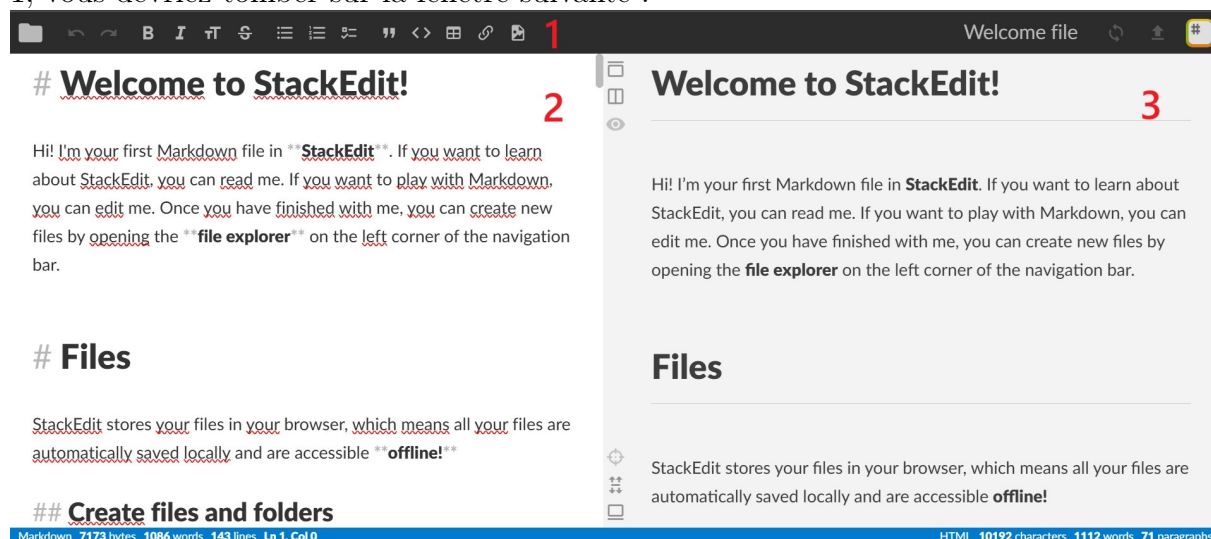 1, vous devriez tomber sur la fenêtre suivante :
B I тT S 1 Welcome file #
# Welcome to StackEdit!
2
Hi! I'm your first Markdown file in **StackEdit**. If you want to learn
about StackEdit, you can read me. If you want to play with Markdown,
you can edit me. Once you have finished with me, you can create new
files by opening the **file explorer** on the left corner of the navigation
bar.
# Files
StackEdit stores your files in your browser, which means all your files are
automatically saved locally and are accessible **offline!**
## Create files and folders
Welcome to StackEdit!
3
Hi! I'm your first Markdown file in StackEdit. If you want to learn about
StackEdit, you can read me. If you want to play with Markdown, you can
edit me. Once you have finished with me, you can create new files by
opening the file explorer on the left corner of the navigation bar.
Files
StackEdit stores your files in your browser, which means all your files are
automatically saved locally and are accessible offline!
Markdown 7173 bytes 1086 words 143 lines Ln 1, Col 0 HTML 10192 characters 1112 words 71 paragraphs